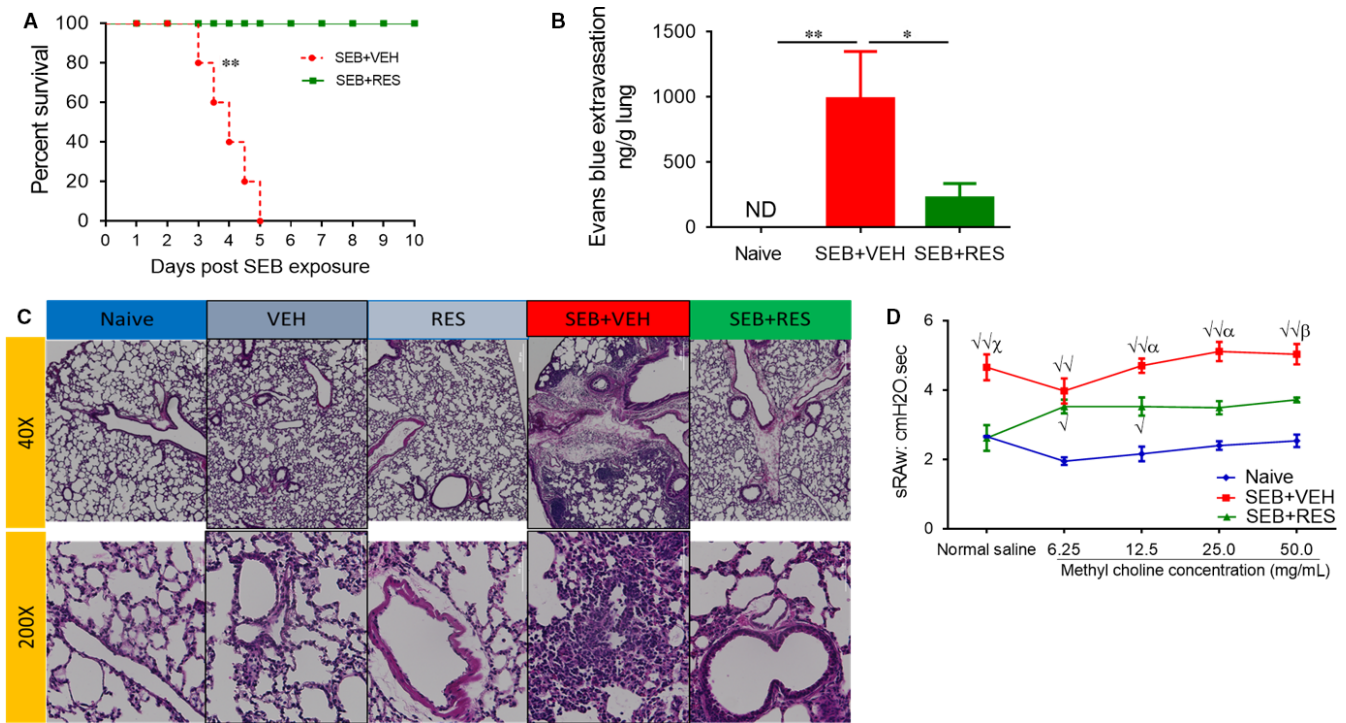 A
Percent survival
100
80
60
40
20
0
**
SEB+VEH
SEB+RES
0 1 2 3 4 5 6 7 8 9 10
Days post SEB exposure
B
Evans blue extravasation
ng/g lung
1500
1000
500
0
** *
ND
Naive SEB+VEH SEB+RES
C
Naive VEH RES SEB+VEH SEB+RES
40X
200X
D
sRAw: cmH2O.sec
6
4
2
0
√√χ √√ √√α √√α √√β
√ √
Naive
SEB+VEH
SEB+RES
Normal saline 6.25 12.5 25.0 50.0
Methyl choline concentration (mg/mL)